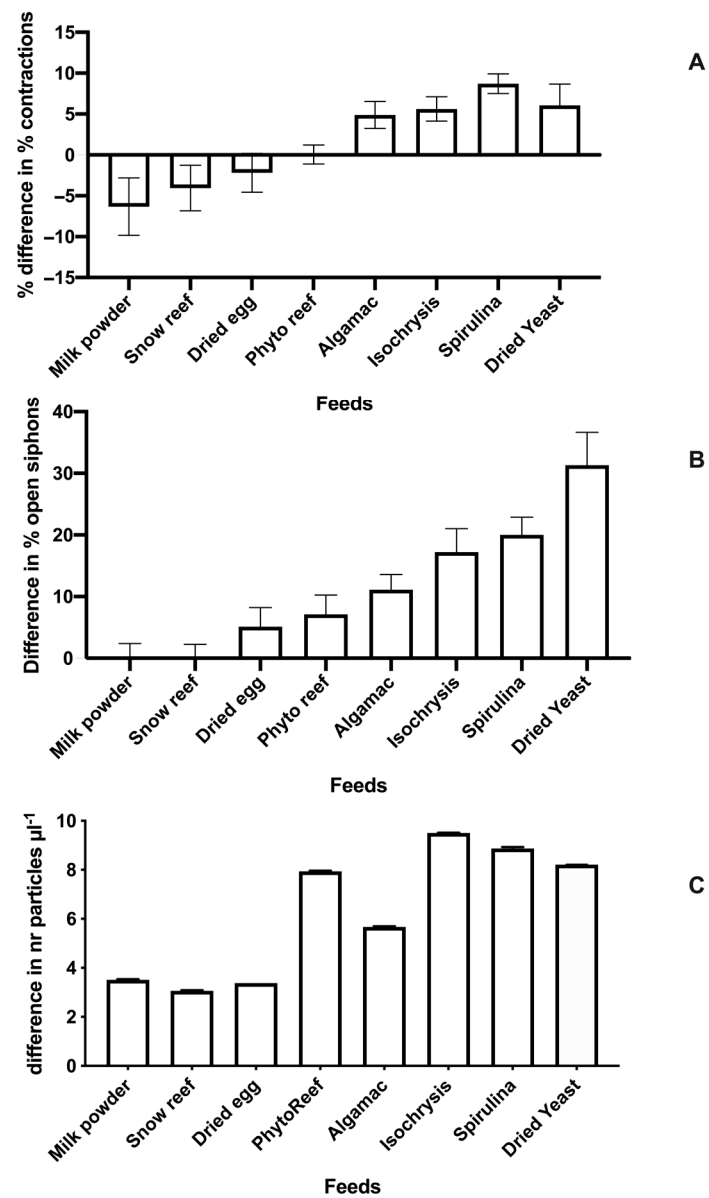 A
% difference in % contractions
15
10
5
0
–5
–10
–15
Milk powder
Snow reef
Dried egg
Phyto reef
Algamac
Isochrysis
Spirulina
Dried Yeast
Feeds
B
Difference in % open siphons
40
30
20
10
0
Milk powder
Snow reef
Dried egg
Phyto reef
Algamac
Isochrysis
Spirulina
Dried Yeast
Feeds
C
difference in nr particles µl-1
10
8
6
4
2
0
Milk powder
Snow reef
Dried egg
PhytoReef
Algamac
Isochrysis
Spirulina
Dried Yeast
Feeds